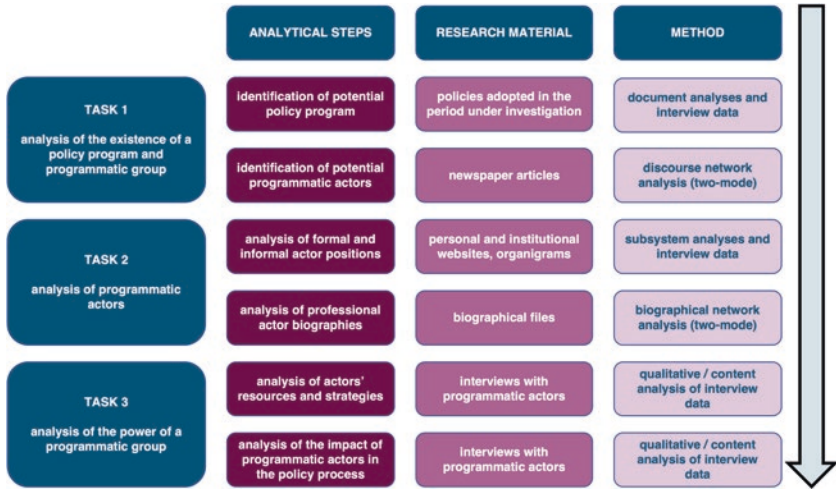 ANALYTICAL STEPS
RESEARCH MATERIAL
METHOD
TASK 1
analysis of the existence of a
policy program and
programmatic group
identification of potential
policy program
policies adopted in the
period under investigation
document analyses and
interview data
identification of potential
programmatic actors
newspaper articles
discourse network
analysis (two-mode)
TASK 2
analysis of programmatic
actors
analysis of formal and
informal actor positions
personal and institutional
websites, organigrams
subsystem analyses and
interview data
analysis of professional
actor biographies
biographical files
biographical network
analysis (two-mode)
TASK 3
analysis of the power of a
programmatic group
analysis of actors'
resources and strategies
interviews with
programmatic actors
qualitative / content
analysis of interview
data
analysis of the impact of
programmatic actors in
the policy process
interviews with
programmatic actors
qualitative / content
analysis of interview
data